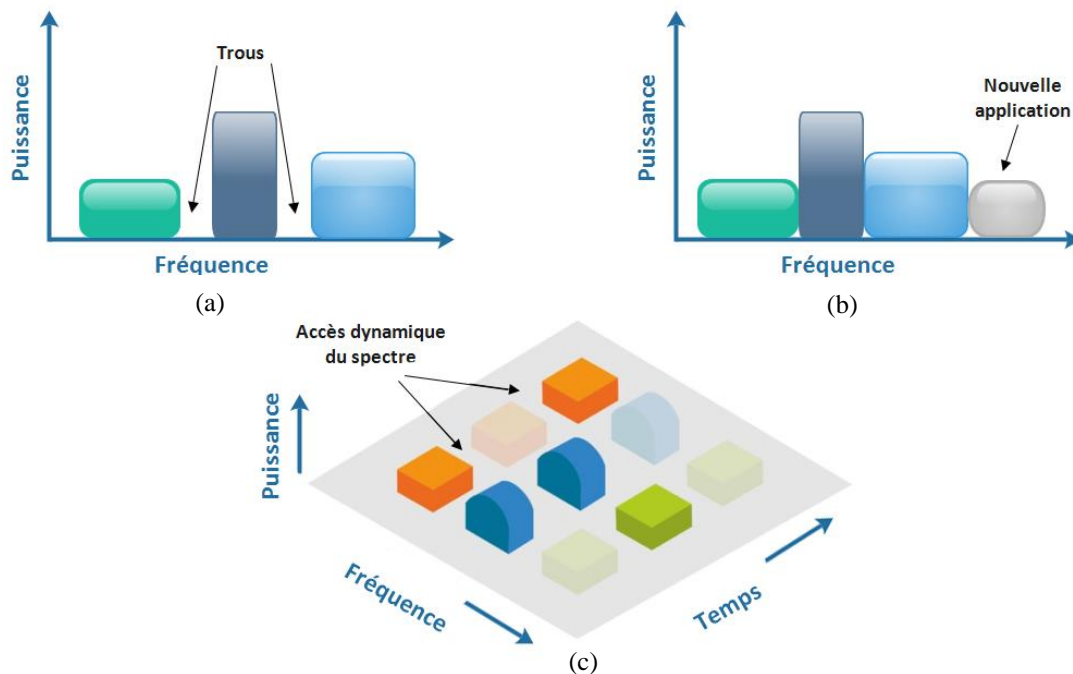 Puissance
Trous
Fréquence
(a)
Puissance
Nouvelle
application
Fréquence
(b)
Accès dynamique
du spectre
Puissance
Fréquence
Temps
(c)